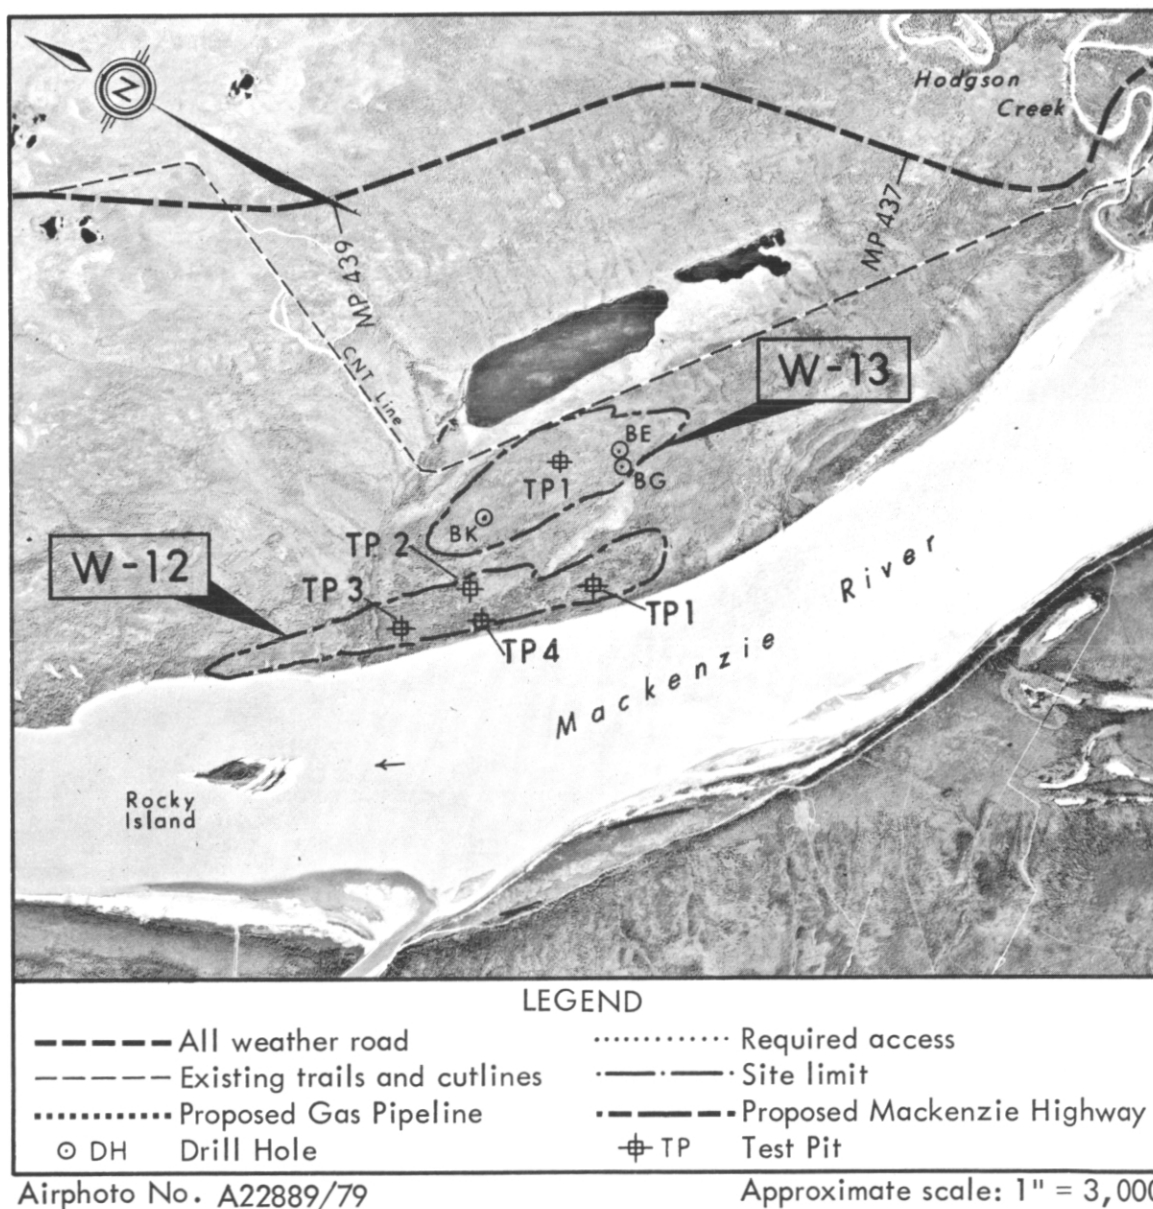 N
Hodgson
Creek
MP 439
MP 437
CNT Line
W-13
BE
TP1
BG
BK
W-12
TP 2
TP 3
TP1
TP4
Mackenzie River
Rocky
Island
LEGEND
All weather road
Existing trails and cutlines
Proposed Gas Pipeline
DH Drill Hole
Required access
Site limit
Proposed Mackenzie Highway
TP Test Pit
Airphoto No. A22889/79
Approximate scale: 1" = 3,000